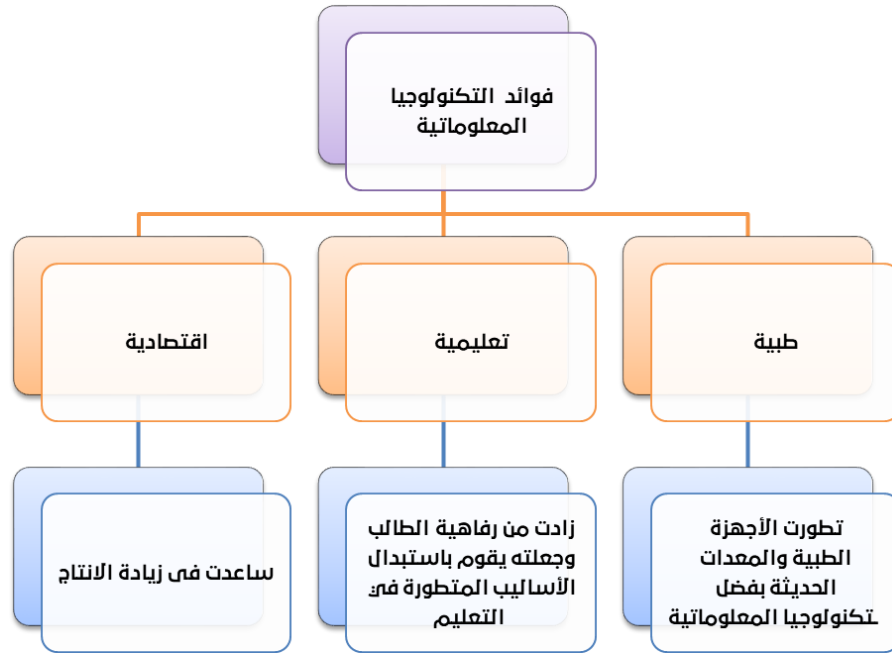 فوائد التكنولوجيا
المعلوماتية
طبية
تعليمية
اقتصادية
تطورت الأجهزة
الطبية والمعدات
الحديثة بفضل
تكنولوجيا المعلوماتية
زادت من رفاهية الطالب
وجعلته يقوم باستبدال
الأساليب المتطورة في
التعليم
ساعدت فى زيادة الانتاج